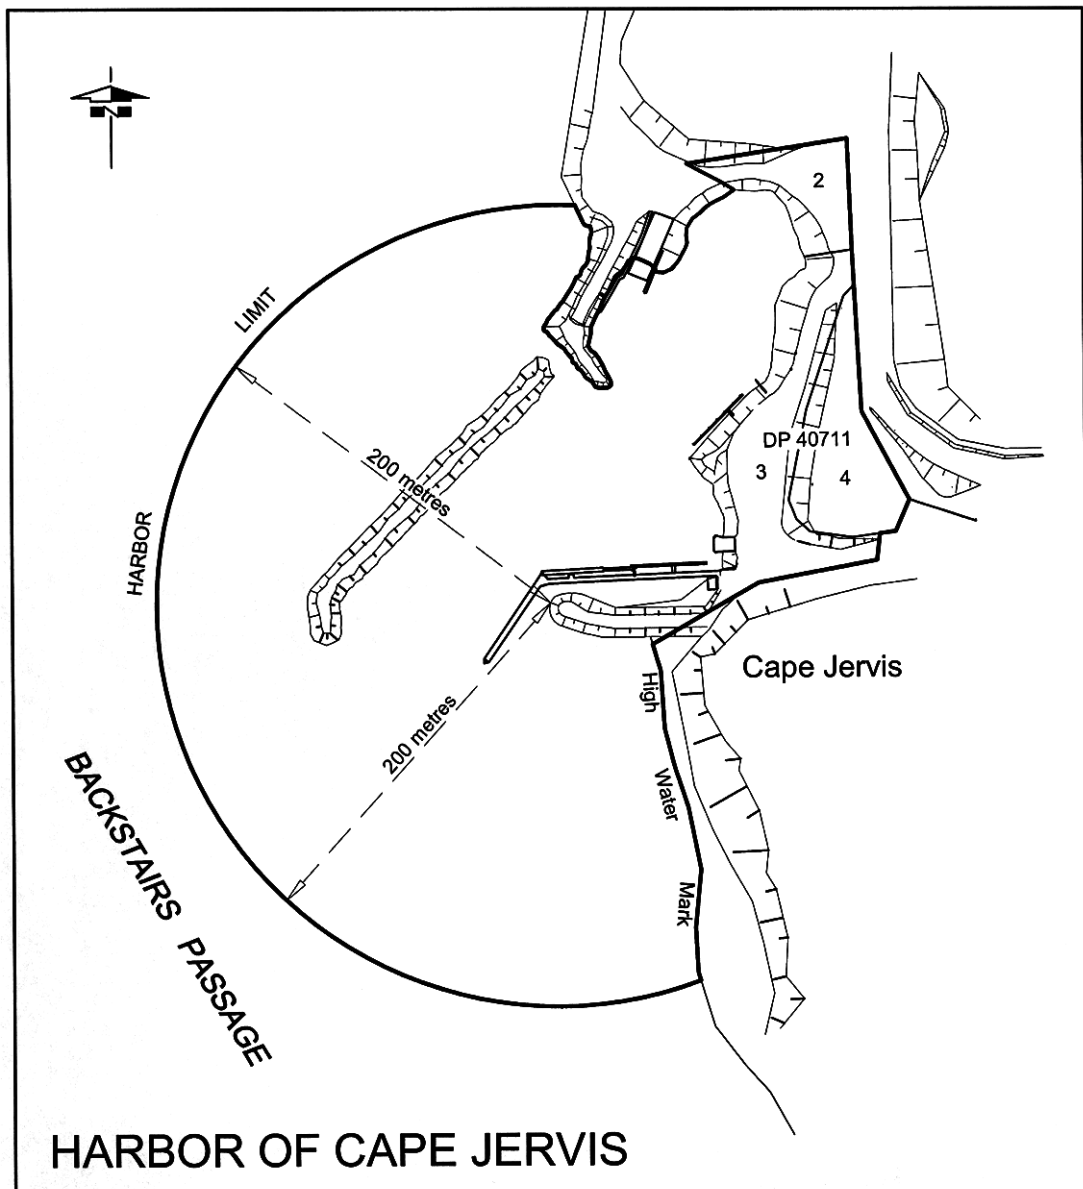 N
2
LIMIT
DP 40711
3
4
200 metres
HARBOR
Cape Jervis
High
Water
Mark
200 metres
BACKSTAIRS PASSAGE
HARBOR OF CAPE JERVIS